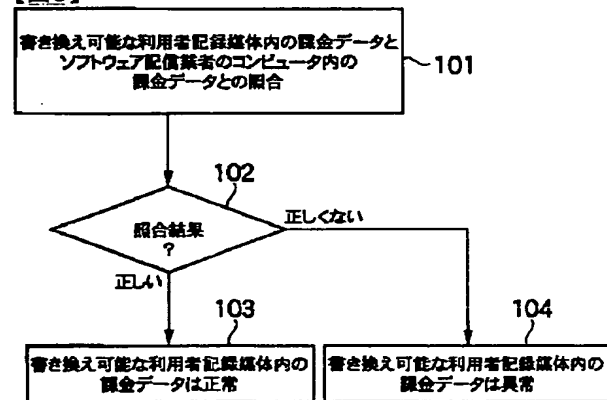 書き換え可能な利用者記録媒体内の課金データと
ソフトウェア配信業者のコンピュータ内の
課金データとの照合
101
102
照合結果
?
正しくない
正しい
103
104
書き換え可能な利用者記録媒体内の
課金データは正常
書き換え可能な利用者記録媒体内の
課金データは異常